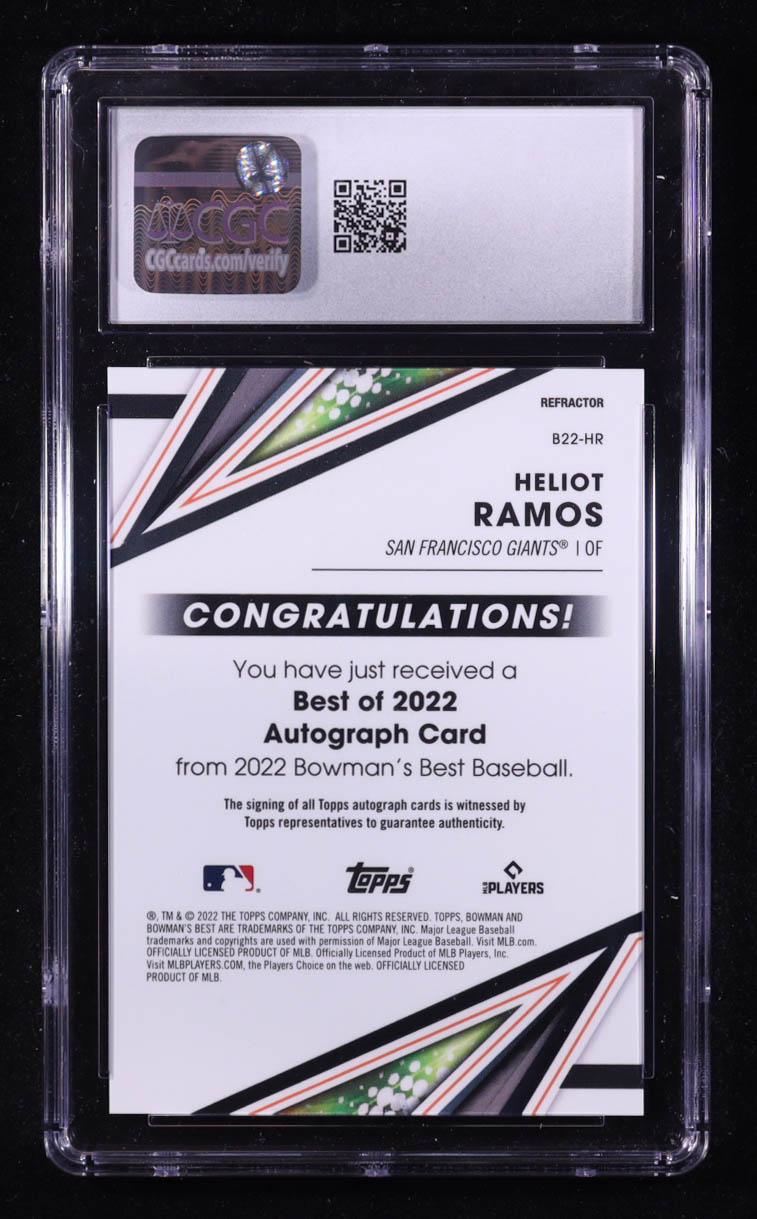 CGC
CGCcards.com/verify
REFRACTOR
B22-HR
HELIOT
RAMOS
SAN FRANCISCO GIANTS® | OF
CONGRATULATIONS!
You have just received a
Best of 2022
Autograph Card
from 2022 Bowman's Best Baseball.
The signing of all Topps autograph cards is witnessed by
Topps representatives to guarantee authenticity.
Topps®
MLB PLAYERS
®, TM & © 2022 THE TOPPS COMPANY, INC. ALL RIGHTS RESERVED. TOPPS, BOWMAN AND
BOWMAN'S BEST ARE TRADEMARKS OF THE TOPPS COMPANY, INC. Major League Baseball
trademarks and copyrights are used with permission of Major League Baseball. Visit MLB.com.
OFFICIALLY LICENSED PRODUCT OF MLB. Officially Licensed Product of MLB Players, Inc.
Visit MLBPLAYERS.COM, the Players Choice on the web. OFFICIALLY LICENSED
PRODUCT OF MLB.